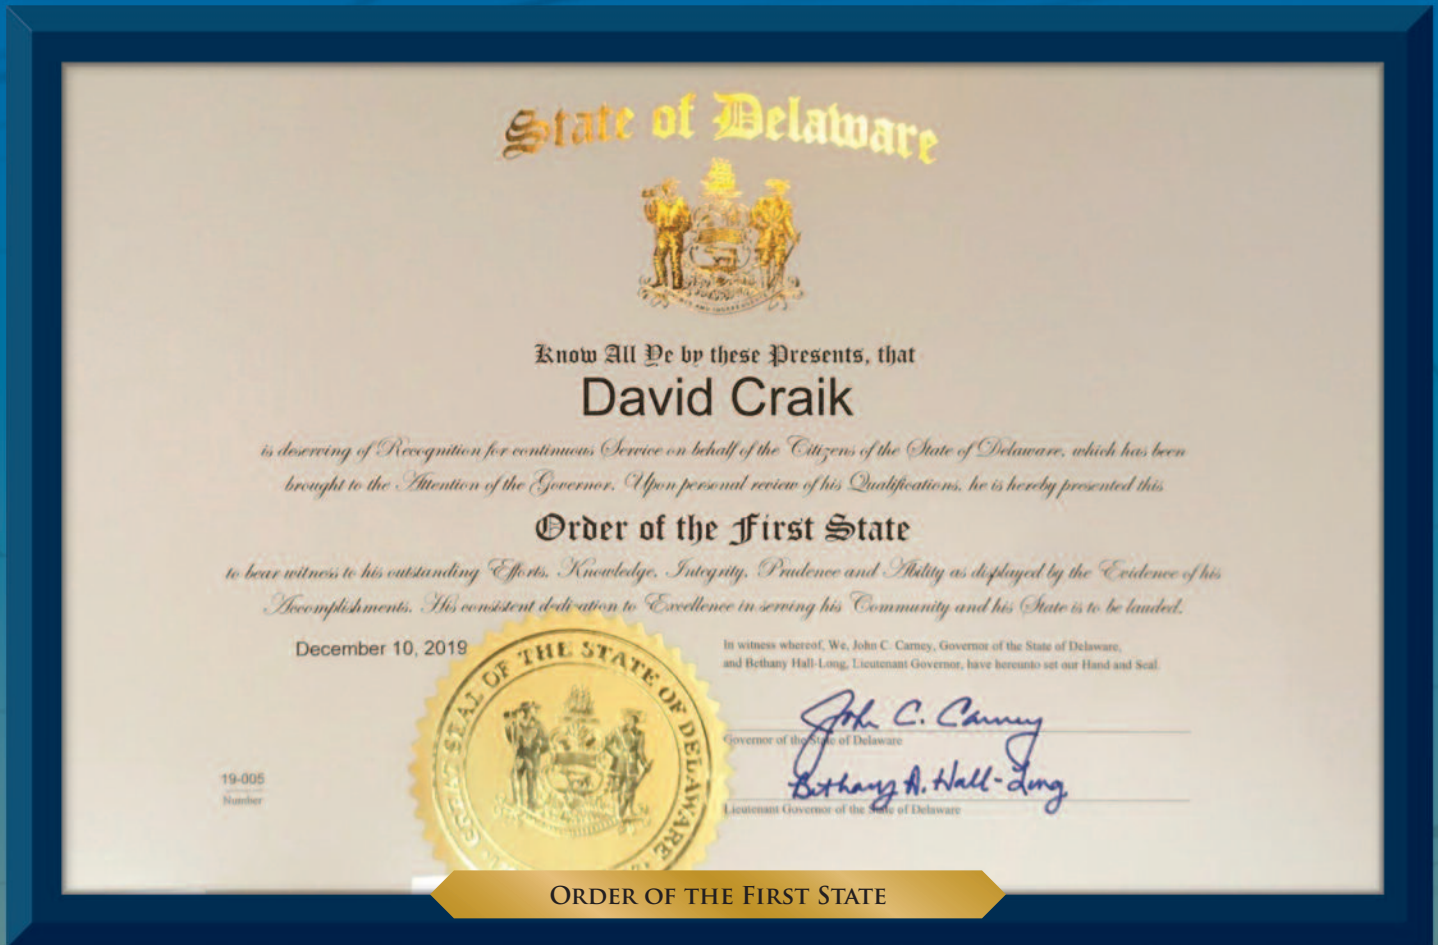 State of Delaware
Know All Ye by these Presents, that
David Craik
is deserving of Recognition for continuous Service on behalf of the Citizens of the State of Delaware, which has been
brought to the Attention of the Governor. Upon personal review of his Qualifications, he is hereby presented this
Order of the First State
to bear witness to his outstanding Efforts, Knowledge, Integrity, Prudence and Ability as displayed by the Evidence of his
Accomplishments. His consistent dedication to Excellence in serving his Community and his State is to be lauded.
December 10, 2019
In witness whereof, We, John C. Carney, Governor of the State of Delaware,
and Bethany Hall-Long, Lieutenant Governor, have hereunto set our Hand and Seal
John C. Carney
Governor of the State of Delaware
Bethany A. Hall-Long
Lieutenant Governor of the State of Delaware
19-005
Number
GREAT SEAL OF THE STATE OF DELAWARE
ORDER OF THE FIRST STATE